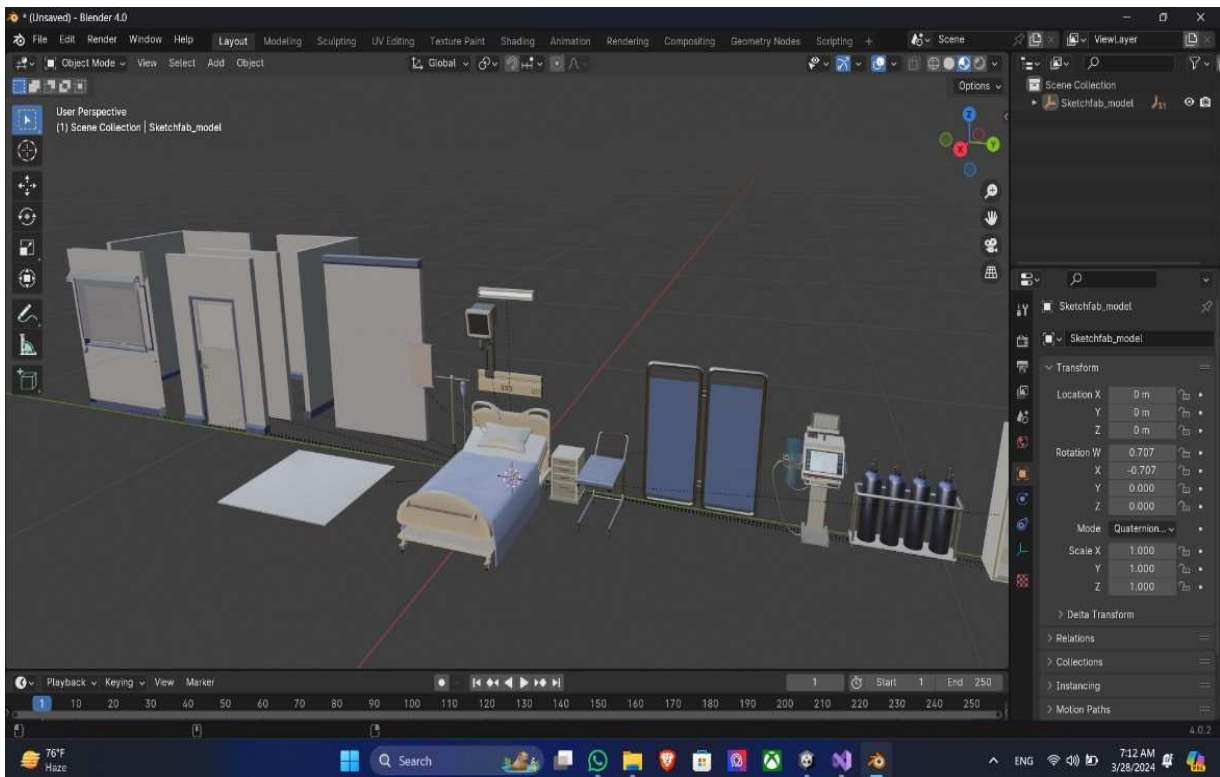 * (Unsaved) - Blender 4.0
File Edit Render Window Help Layout Modeling Sculpting UV Editing Texture Paint Shading Animation Rendering Compositing Geometry Nodes Scripting + Scene ViewLayer
Object Mode View Select Add Object Global
Options
User Perspective
(1) Scene Collection | Sketchfab_model
Z
Y
X
Scene Collection
Sketchfab_model
Sketchfab_model
Sketchfab_model
Transform
Location X 0 m
Y 0 m
Z 0 m
Rotation W 0.707
X -0.707
Y 0.000
Z 0.000
Mode Quaternion...
Scale X 1.000
Y 1.000
Z 1.000
Delta Transform
Relations
Collections
Instancing
Motion Paths
Playback Keying View Marker 1 Start 1 End 250
1 10 20 30 40 50 60 70 80 90 100 110 120 130 140 150 160 170 180 190 200 210 220 230 240 250
4.0.2
76°F
Haze
Search
ENG
7:12 AM
3/28/2024